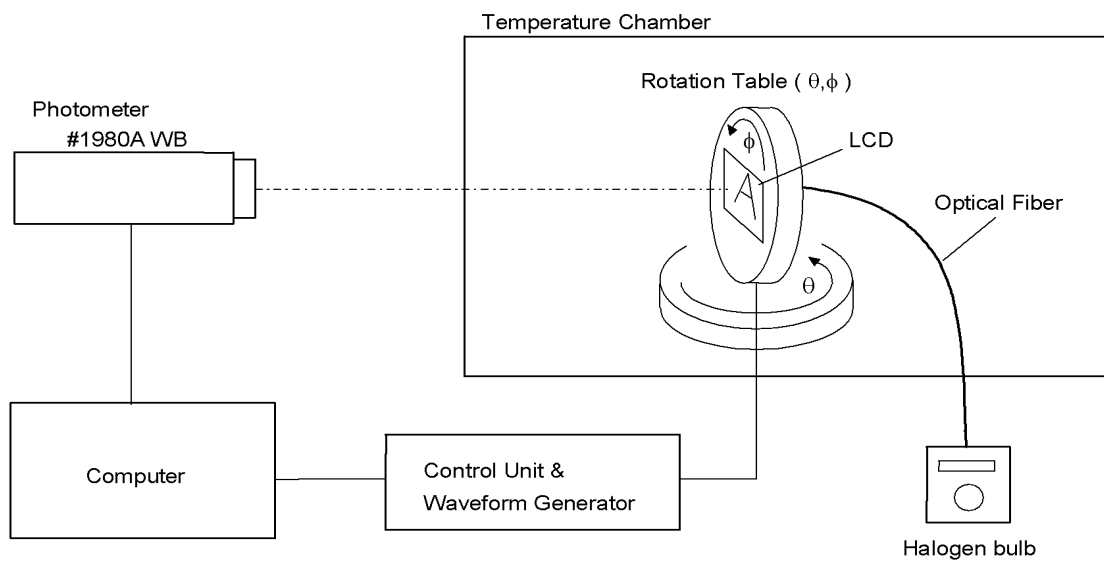 Temperature Chamber
Rotation Table ( θ,ϕ )
Photometer
#1980A WB
ϕ
LCD
A
Optical Fiber
θ
Computer
Control Unit &
Waveform Generator
Halogen bulb